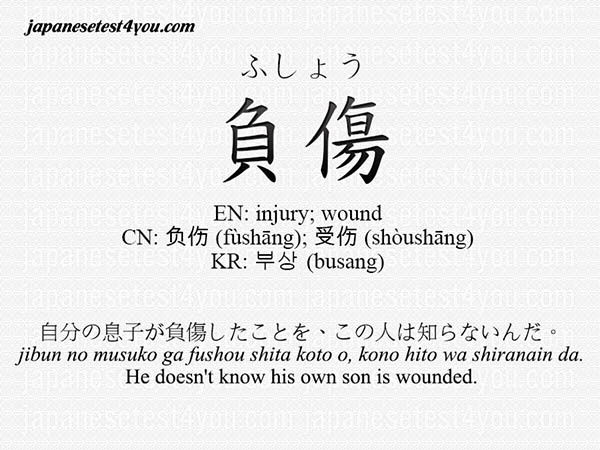 japanesetest4you.com
ふしょう
負傷
EN: injury; wound
CN: 负伤 (fùshāng); 受伤 (shòushāng)
KR: 부상 (busang)
自分の息子が負傷したことを、この人は知らないんだ。
jibun no musuko ga fushou shita koto o, kono hito wa shiranain da.
He doesn't know his own son is wounded.